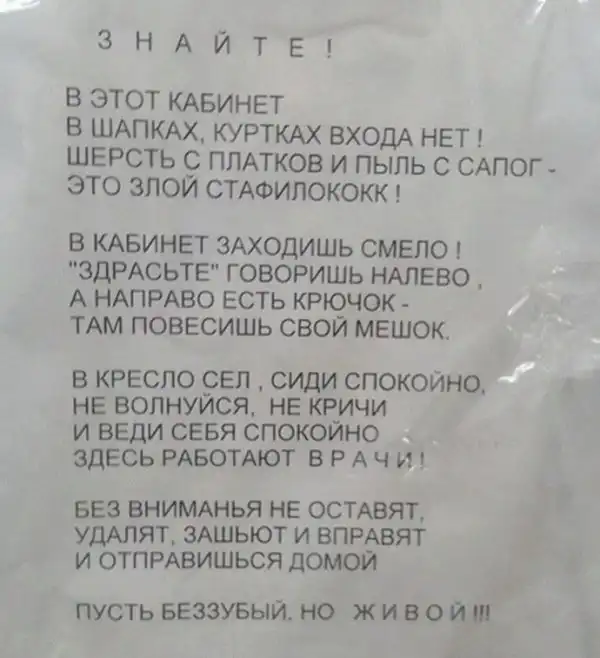 З Н А Й Т Е !
В ЭТОТ КАБИНЕТ
В ШАПКАХ, КУРТКАХ ВХОДА НЕТ !
ШЕРСТЬ С ПЛАТКОВ И ПЫЛЬ С САПОГ -
ЭТО ЗЛОЙ СТАФИЛОКОКК !
В КАБИНЕТ ЗАХОДИШЬ СМЕЛО !
"ЗДРАСЬТЕ" ГОВОРИШЬ НАЛЕВО ,
А НАПРАВО ЕСТЬ КРЮЧОК -
ТАМ ПОВЕСИШЬ СВОЙ МЕШОК.
В КРЕСЛО СЕЛ , СИДИ СПОКОЙНО,
НЕ ВОЛНУЙСЯ, НЕ КРИЧИ
И ВЕДИ СЕБЯ СПОКОЙНО
ЗДЕСЬ РАБОТАЮТ В Р А Ч И !
БЕЗ ВНИМАНЬЯ НЕ ОСТАВЯТ,
УДАЛЯТ, ЗАШЬЮТ И ВПРАВЯТ
И ОТПРАВИШЬСЯ ДОМОЙ
ПУСТЬ БЕЗЗУБЫЙ, НО Ж И В О Й !!!